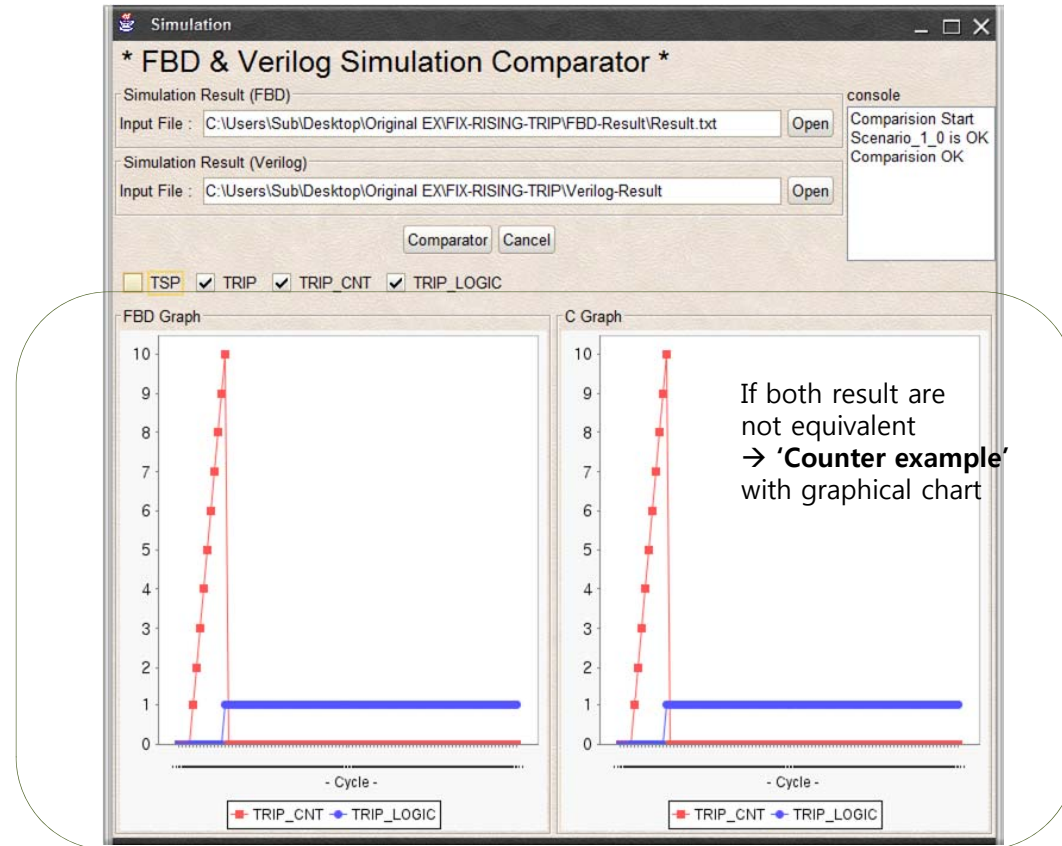 Simulation
* FBD & Verilog Simulation Comparator *
Simulation Result (FBD)
Input File : C:\Users\Sub\Desktop\Original EX\FIX-RISING-TRIP\FBD-Result\Result.txt Open
Simulation Result (Verilog)
Input File : C:\Users\Sub\Desktop\Original EX\FIX-RISING-TRIP\Verilog-Result Open
console
Comparision Start
Scenario_1_0 is OK
Comparision OK
Comparator Cancel
TSP TRIP TRIP_CNT TRIP_LOGIC
FBD Graph
10
9
8
7
6
5
4
3
2
1
0
- Cycle -
TRIP_CNT TRIP_LOGIC
C Graph
10
9
8
7
6
5
4
3
2
1
0
If both result are
not equivalent
→ ‘Counter example’
with graphical chart
- Cycle -
TRIP_CNT TRIP_LOGIC